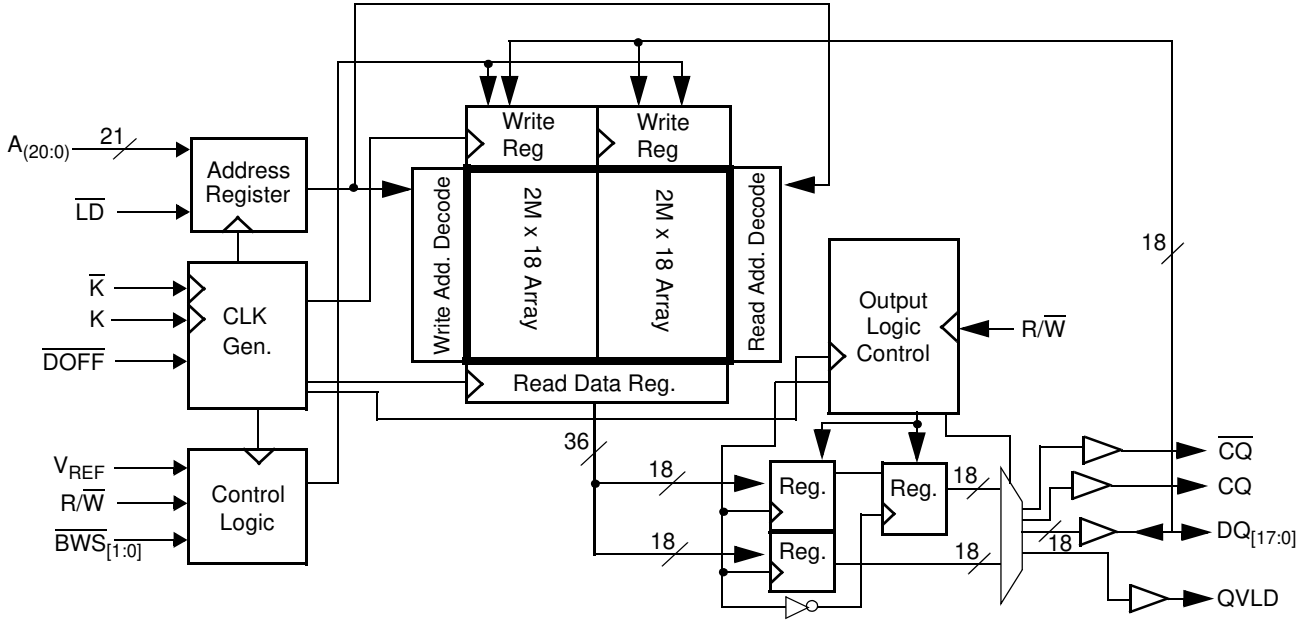 A(20:0)
21
LD
Address
Register
K
K
DOFF
CLK
Gen.
VREF
R/W
BWS[1:0]
Control
Logic
Write
Reg
Write
Reg
Write Add. Decode
2M x 18 Array
2M x 18 Array
Read Add. Decode
Read Data Reg.
Output
Logic
Control
R/W
18
36
18
18
Reg.
Reg.
Reg.
18
18
18
CQ
CQ
DQ[17:0]
QVLD